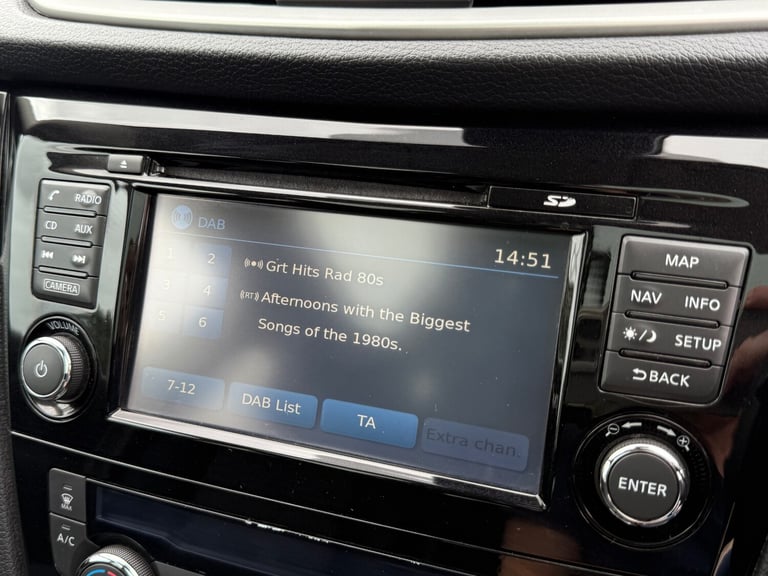 RADIO
CD AUX
CAMERA
VOLUME
DAB
14:51
1 2
3 4
5 6
Grt Hits Rad 80s
(RT) Afternoons with the Biggest
Songs of the 1980s.
7-12
DAB List
TA
Extra chan.
SD
MAP
NAV INFO
SETUP
BACK
ENTER
MAX
A/C